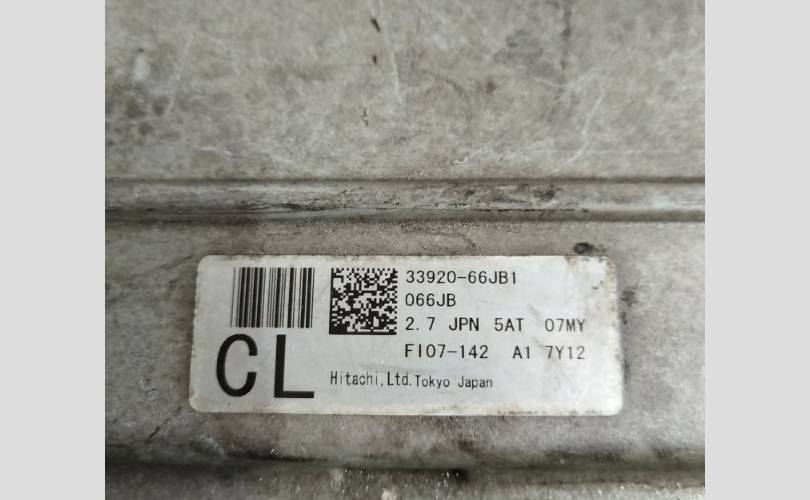 33920-66JB1
066JB
2.7 JPN 5AT 07MY
FI07-142 A1 7Y12
CL
Hitachi,Ltd.Tokyo Japan